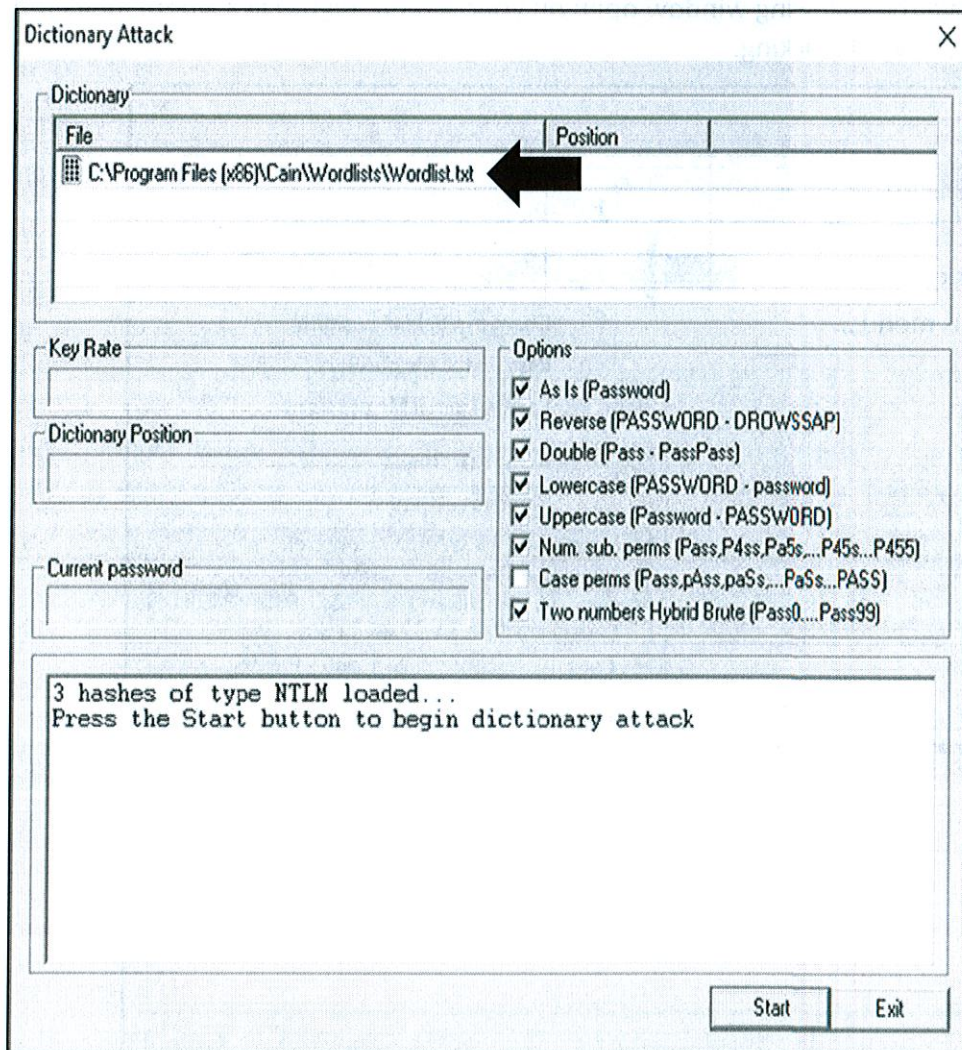 Dictionary Attack
Dictionary
File Position
C:\Program Files (x86)\Cain\Wordlists\Wordlist.txt
Key Rate
Dictionary Position
Current password
Options
As Is (Password)
Reverse (PASSWORD - DROWSSAP)
Double (Pass - PassPass)
Lowercase (PASSWORD - password)
Uppercase (Password - PASSWORD)
Num. sub. perms (Pass,P4ss,Pa5s,...P45s...P455)
Case perms (Pass,pAss,paSs,...PaSs...PASS)
Two numbers Hybrid Brute (Pass0....Pass99)
3 hashes of type NTLM loaded...
Press the Start button to begin dictionary attack
Start Exit